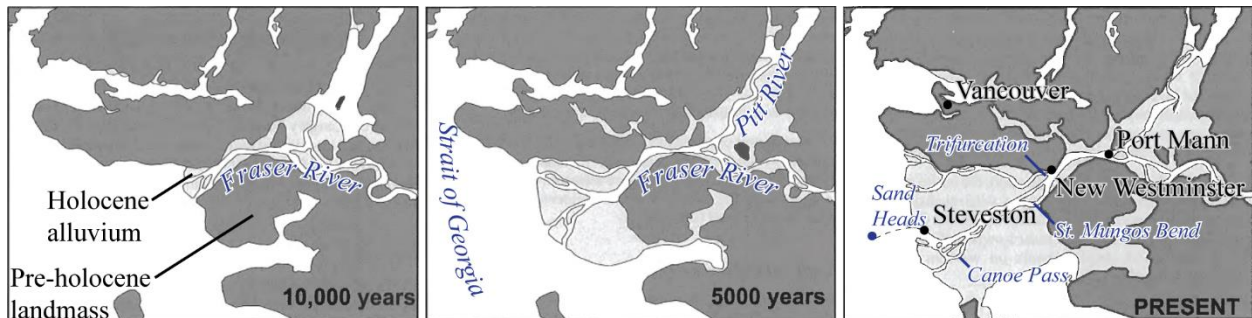 Fraser River
Holocene
alluvium
Pre-holocene
landmass
10,000 years
Strait of Georgia
Pitt River
Fraser River
5000 years
Vancouver
Trifurcation
Port Mann
New Westminster
Sand
Heads
Steveston
St. Mungos Bend
Canoe Pass
PRESENT